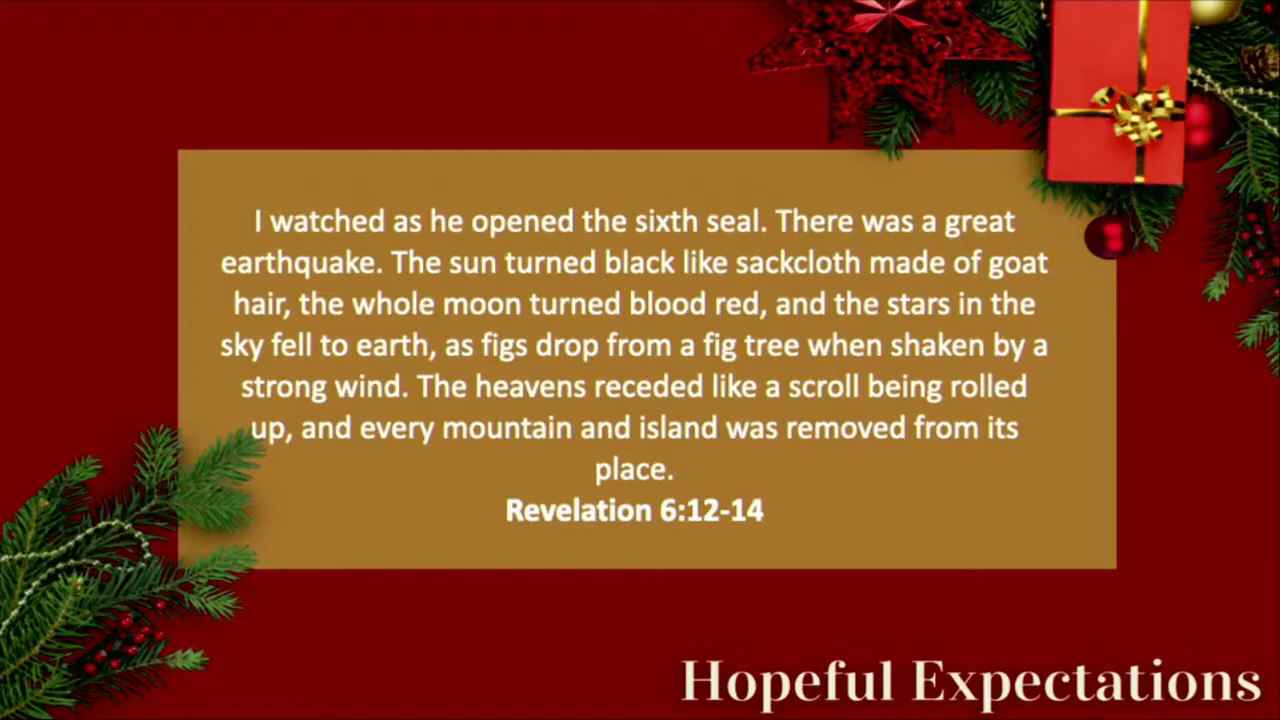 I watched as he opened the sixth seal. There was a great
earthquake. The sun turned black like sackcloth made of goat
hair, the whole moon turned blood red, and the stars in the
sky fell to earth, as figs drop from a fig tree when shaken by a
strong wind. The heavens receded like a scroll being rolled
up, and every mountain and island was removed from its
place.
Revelation 6:12-14
Hopeful Expectations